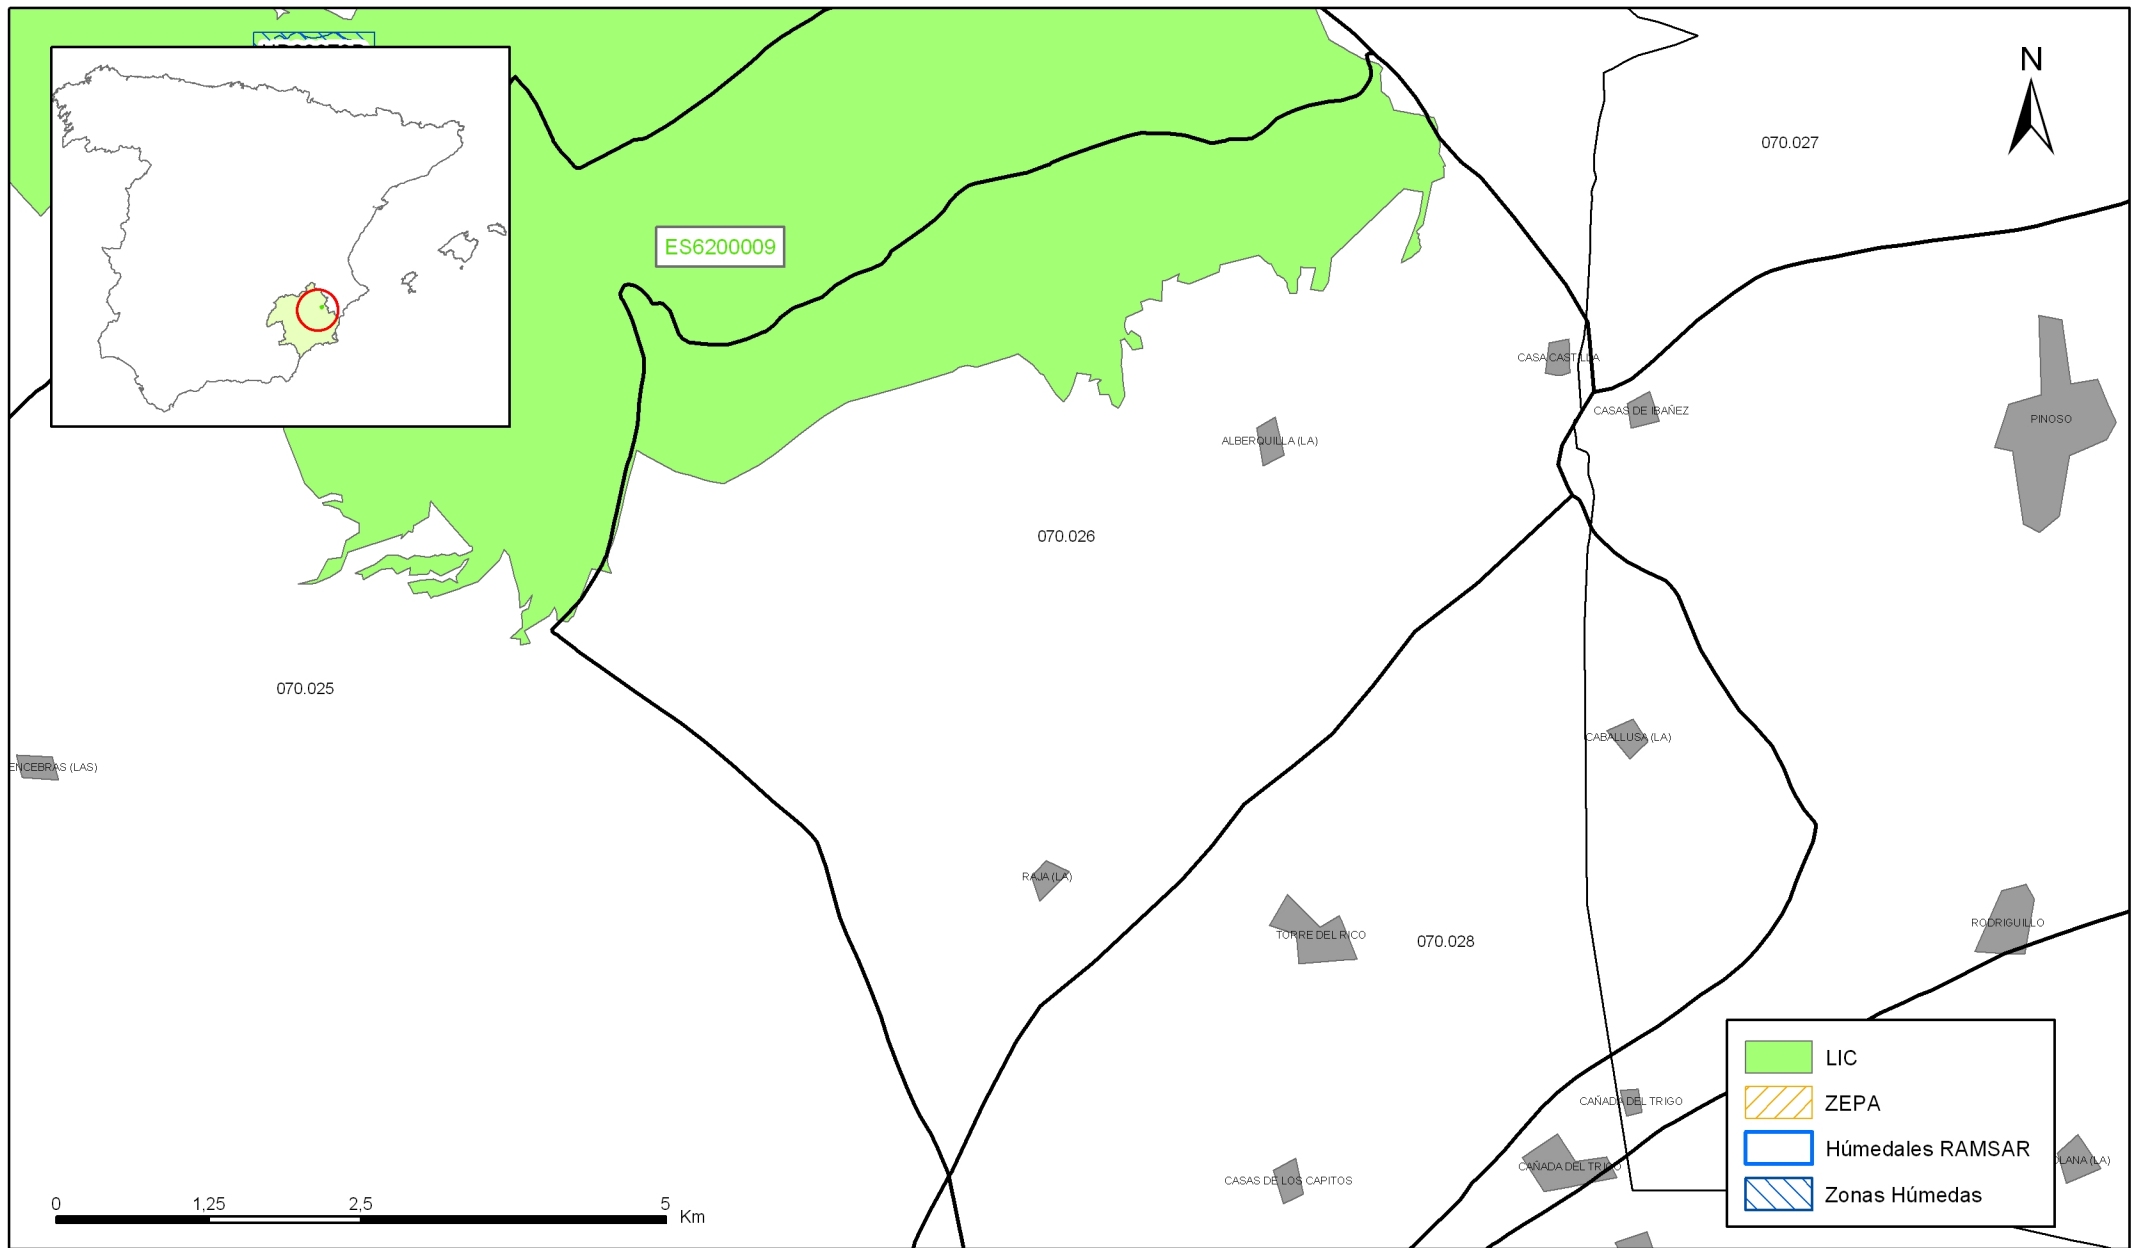 N
070.027
ES6200009
CASA CASTILLA
CASAS DE IBAÑEZ
PINOSO
ALBERQUILLA (LA)
070.026
070.025
CABALLUSA (LA)
ENCEBRAS (LAS)
RAJA (LA)
TORRE DEL RICO
070.028
RODRIGUILLO
LIC
CAÑADA DEL TRIGO
ZEPA
Húmedales RAMSAR
CAÑADA DEL TRIGO
LANA (LA)
CASAS DE LOS CAPITOS
Zonas Húmedas
0 1,25 2,5 5 Km